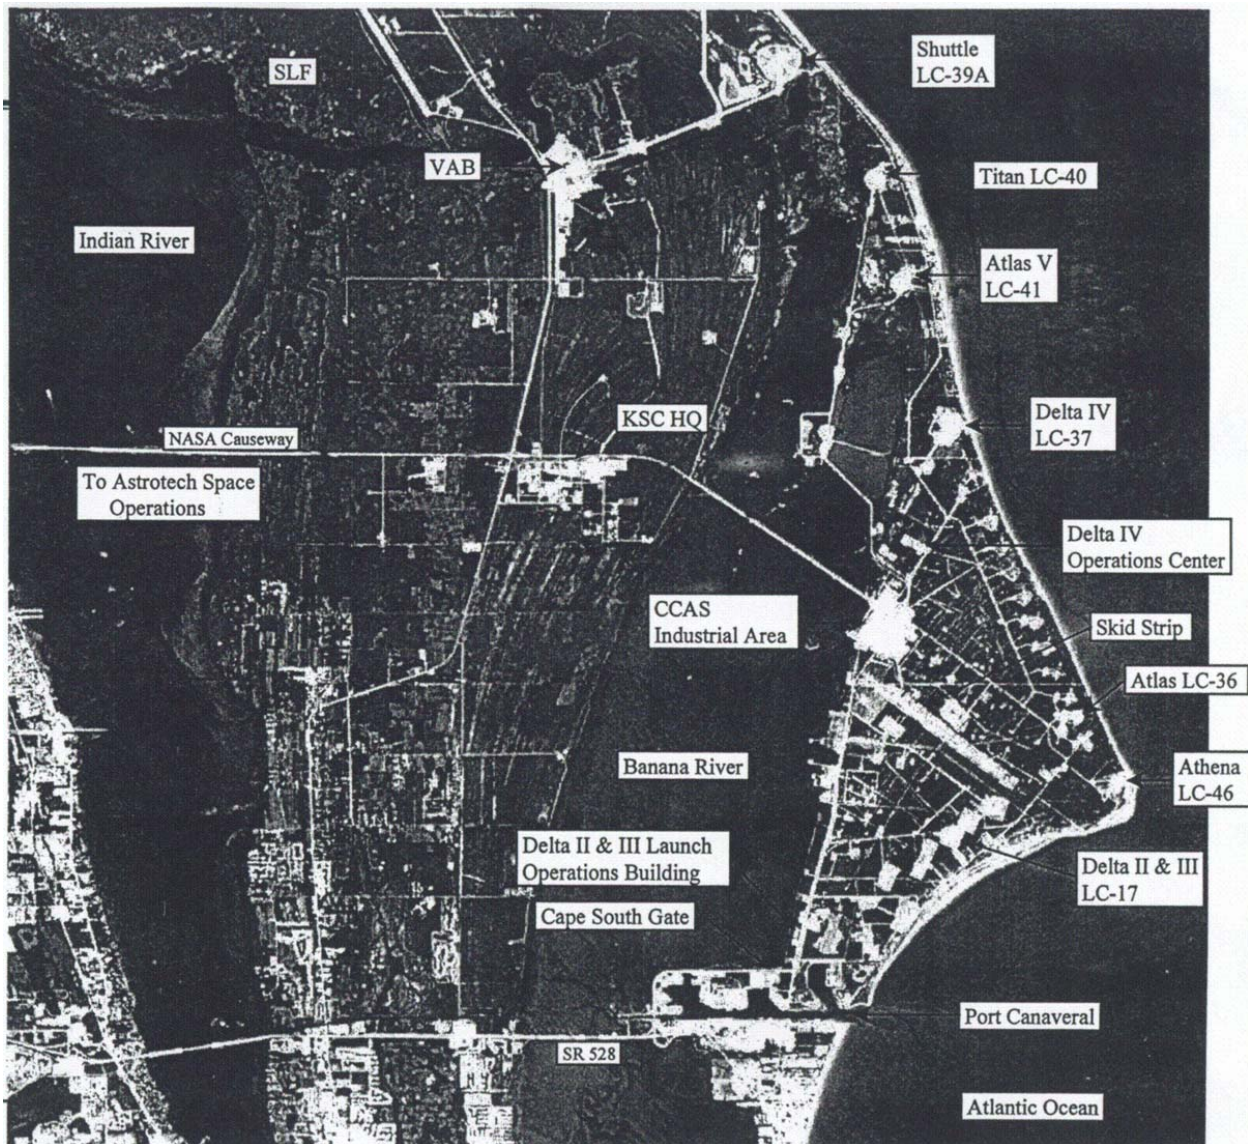 Shuttle
LC-39A
SLF
VAB
Titan LC-40
Indian River
Atlas V
LC-41
KSC HQ
Delta IV
LC-37
NASA Causeway
To Astrotech Space
Operations
Delta IV
Operations Center
CCAS
Industrial Area
Skid Strip
Atlas LC-36
Banana River
Athena
LC-46
Delta II & III Launch
Operations Building
Delta II & III
LC-17
Cape South Gate
Port Canaveral
SR 528
Atlantic Ocean